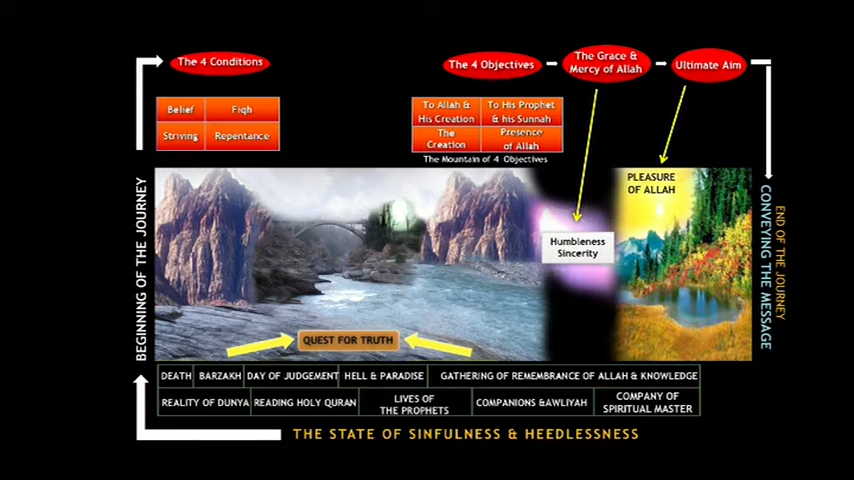 The 4 Conditions
The 4 Objectives
The Grace &
Mercy of Allah
Ultimate Aim
Belief
Fiqh
Striving
Repentance
To Allah &
His Creation
To His Prophet
& his Sunnah
The
Creation
Presence
of Allah
The Mountain of 4 Objectives
PLEASURE
OF ALLAH
Humbleness
Sincerity
BEGINNING OF THE JOURNEY
CONVEYING THE MESSAGE
END OF THE JOURNEY
QUEST FOR TRUTH
DEATH
BARZAKH
DAY OF JUDGEMENT
HELL & PARADISE
GATHERING OF REMEMBRANCE OF ALLAH & KNOWLEDGE
REALITY OF DUNYA
READING HOLY QURAN
LIVES OF
THE PROPHETS
COMPANIONS &AWLIYAH
COMPANY OF
SPIRITUAL MASTER
THE STATE OF SINFULNESS & HEEDLESSNESS